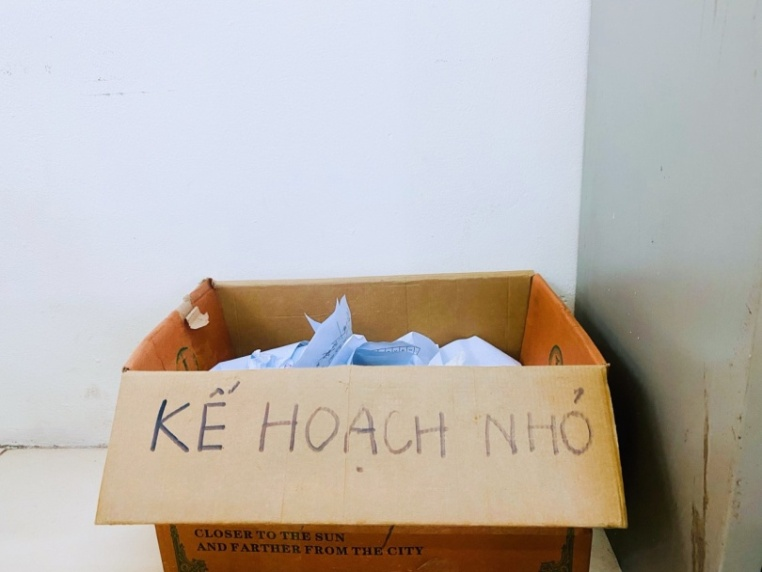 KẾ HOẠCH NHỎ
CLOSER TO THE SUN
AND FARTHER FROM THE CITY